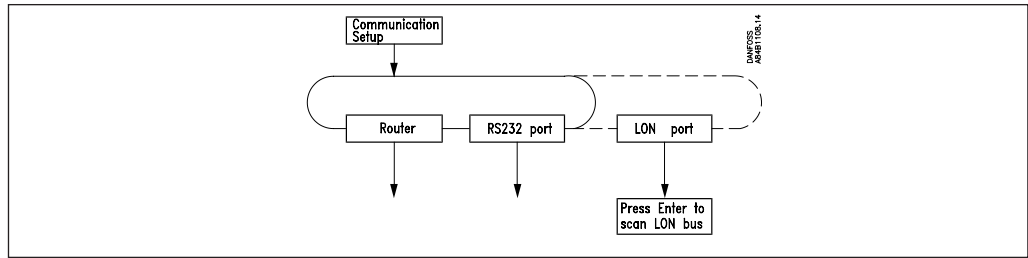 Communication
Setup
DANFOSS
A84B1108.14
Router
RS232 port
LON port
Press Enter to
scan LON bus